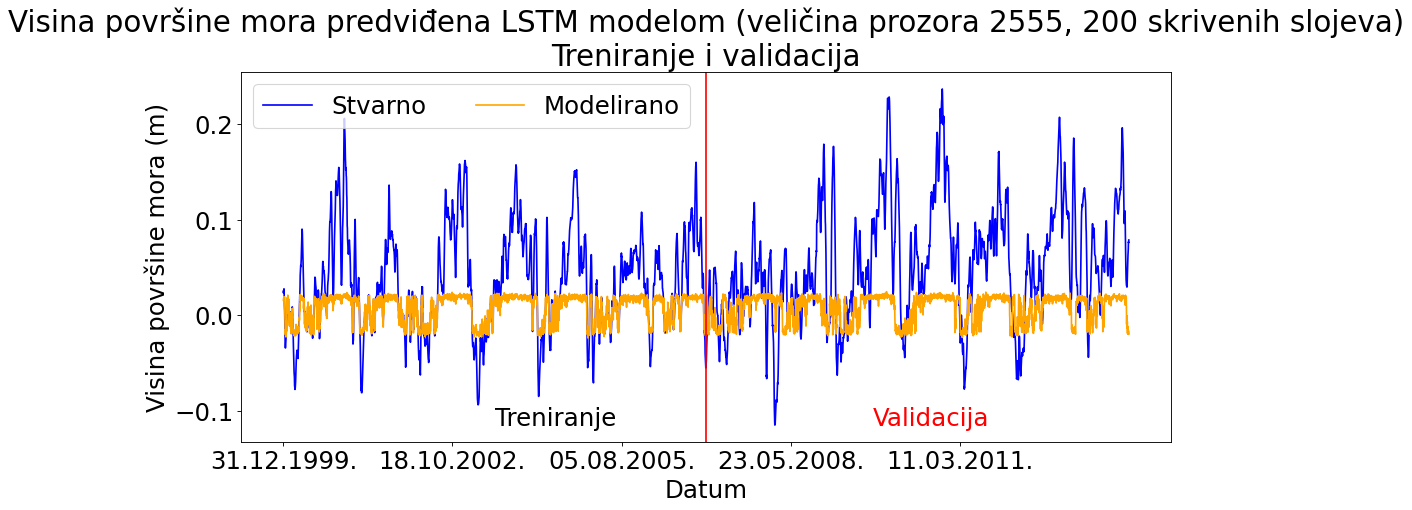 Visina površine mora predviđena LSTM modelom (veličina prozora 2555, 200 skrivenih slojeva)
Treniranje i validacija
Stvarno Modelirano
Visina površine mora (m)
0.2
0.1
0.0
−0.1
Treniranje Validacija
31.12.1999. 18.10.2002. 05.08.2005. 23.05.2008. 11.03.2011.
Datum